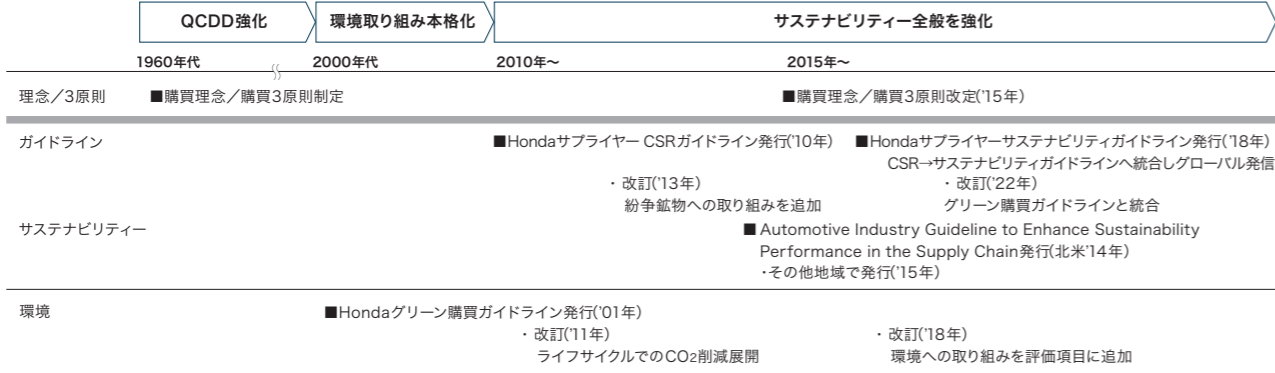 QCDD強化
環境取り組み本格化
サステナビリティー全般を強化
1960年代
2000年代
2010年~
2015年~
理念/3原則
■購買理念/購買3原則制定
■購買理念/購買3原則改定('15年)
ガイドライン
■Hondaサプライヤー CSRガイドライン発行('10年)
■Hondaサプライヤーサステナビリティガイドライン発行('18年)
CSR→サステナビリティガイドラインへ統合しグローバル発信
・改訂('13年)
・改訂('22年)
紛争鉱物への取り組みを追加
グリーン購買ガイドラインと統合
サステナビリティー
■ Automotive Industry Guideline to Enhance Sustainability
Performance in the Supply Chain発行(北米'14年)
・その他地域で発行('15年)
環境
■Hondaグリーン購買ガイドライン発行('01年)
・改訂('11年)
・改訂('18年)
ライフサイクルでのCO2削減展開
環境への取り組みを評価項目に追加